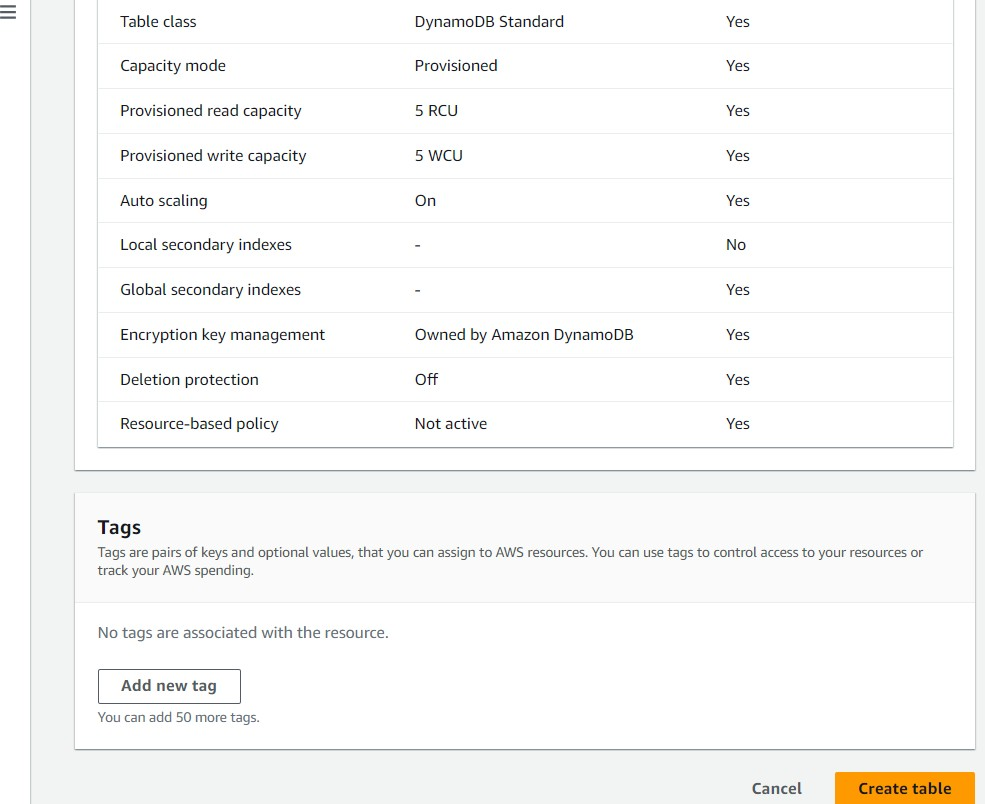 Table class DynamoDB Standard Yes
Capacity mode Provisioned Yes
Provisioned read capacity 5 RCU Yes
Provisioned write capacity 5 WCU Yes
Auto scaling On Yes
Local secondary indexes - No
Global secondary indexes - Yes
Encryption key management Owned by Amazon DynamoDB Yes
Deletion protection Off Yes
Resource-based policy Not active Yes
Tags
Tags are pairs of keys and optional values, that you can assign to AWS resources. You can use tags to control access to your resources or
track your AWS spending.
No tags are associated with the resource.
Add new tag
You can add 50 more tags.
Cancel Create table